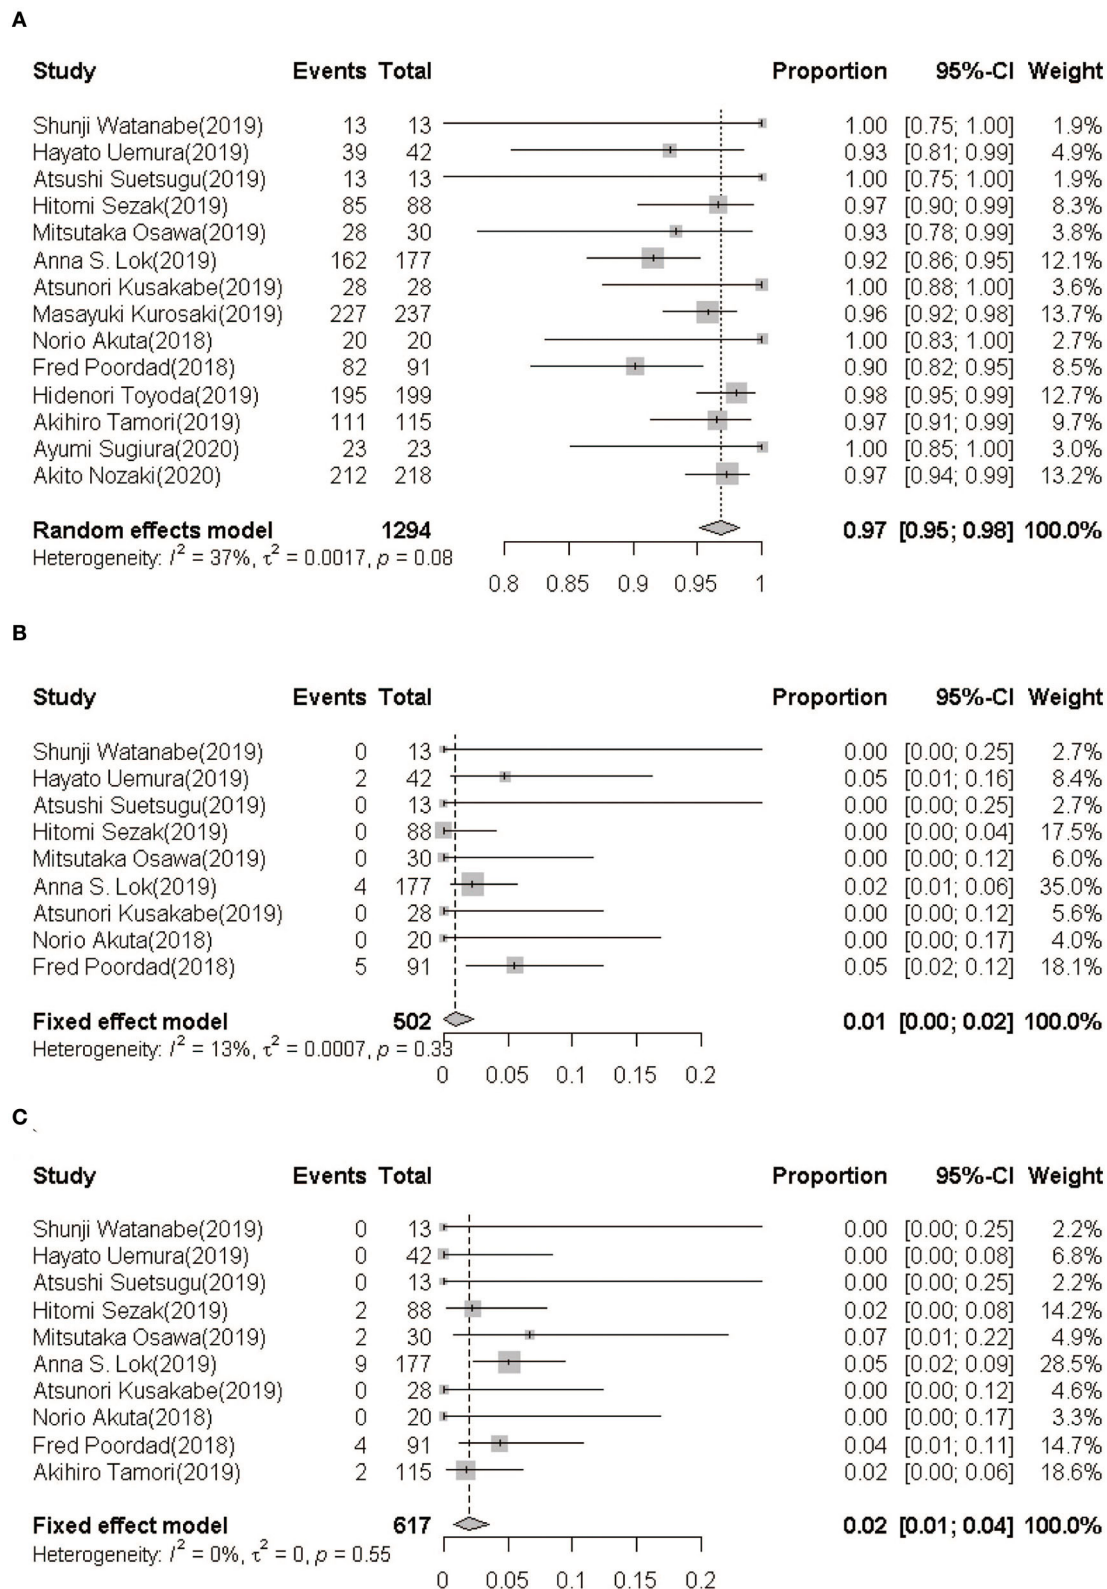 A
Study Events Total Proportion 95%-CI Weight
Shunji Watanabe(2019) 13 13 1.00 [0.75; 1.00] 1.9%
Hayato Uemura(2019) 39 42 0.93 [0.81; 0.99] 4.9%
Atsushi Suetsugu(2019) 13 13 1.00 [0.75; 1.00] 1.9%
Hitomi Sezak(2019) 85 88 0.97 [0.90; 0.99] 8.3%
Mitsutaka Osawa(2019) 28 30 0.93 [0.78; 0.99] 3.8%
Anna S. Lok(2019) 162 177 0.92 [0.86; 0.95] 12.1%
Atsunori Kusakabe(2019) 28 28 1.00 [0.88; 1.00] 3.6%
Masayuki Kurosaki(2019) 227 237 0.96 [0.92; 0.98] 13.7%
Norio Akuta(2018) 20 20 1.00 [0.83; 1.00] 2.7%
Fred Poordad(2018) 82 91 0.90 [0.82; 0.95] 8.5%
Hidenori Toyoda(2019) 195 199 0.98 [0.95; 0.99] 12.7%
Akihiro Tamori(2019) 111 115 0.97 [0.91; 0.99] 9.7%
Ayumi Sugiura(2020) 23 23 1.00 [0.85; 1.00] 3.0%
Akito Nozaki(2020) 212 218 0.97 [0.94; 0.99] 13.2%
Random effects model 1294 0.97 [0.95; 0.98] 100.0%
Heterogeneity: I² = 37%, τ² = 0.0017, p = 0.08
0.8 0.85 0.9 0.95 1
B
Study Events Total Proportion 95%-CI Weight
Shunji Watanabe(2019) 0 13 0.00 [0.00; 0.25] 2.7%
Hayato Uemura(2019) 2 42 0.05 [0.01; 0.16] 8.4%
Atsushi Suetsugu(2019) 0 13 0.00 [0.00; 0.25] 2.7%
Hitomi Sezak(2019) 0 88 0.00 [0.00; 0.04] 17.5%
Mitsutaka Osawa(2019) 0 30 0.00 [0.00; 0.12] 6.0%
Anna S. Lok(2019) 4 177 0.02 [0.01; 0.06] 35.0%
Atsunori Kusakabe(2019) 0 28 0.00 [0.00; 0.12] 5.6%
Norio Akuta(2018) 0 20 0.00 [0.00; 0.17] 4.0%
Fred Poordad(2018) 5 91 0.05 [0.02; 0.12] 18.1%
Fixed effect model 502 0.01 [0.00; 0.02] 100.0%
Heterogeneity: I² = 13%, τ² = 0.0007, p = 0.33
0 0.05 0.1 0.15 0.2
C
Study Events Total Proportion 95%-CI Weight
Shunji Watanabe(2019) 0 13 0.00 [0.00; 0.25] 2.2%
Hayato Uemura(2019) 0 42 0.00 [0.00; 0.08] 6.8%
Atsushi Suetsugu(2019) 0 13 0.00 [0.00; 0.25] 2.2%
Hitomi Sezak(2019) 2 88 0.02 [0.00; 0.08] 14.2%
Mitsutaka Osawa(2019) 2 30 0.07 [0.01; 0.22] 4.9%
Anna S. Lok(2019) 9 177 0.05 [0.02; 0.09] 28.5%
Atsunori Kusakabe(2019) 0 28 0.00 [0.00; 0.12] 4.6%
Norio Akuta(2018) 0 20 0.00 [0.00; 0.17] 3.3%
Fred Poordad(2018) 4 91 0.04 [0.01; 0.11] 14.7%
Akihiro Tamori(2019) 2 115 0.02 [0.00; 0.06] 18.6%
Fixed effect model 617 0.02 [0.01; 0.04] 100.0%
Heterogeneity: I² = 0%, τ² = 0, p = 0.55
0 0.05 0.1 0.15 0.2